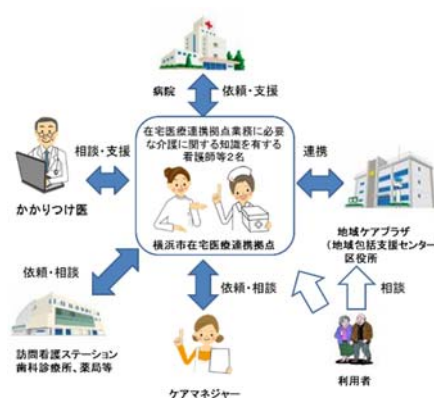 病院
依頼・支援
在宅医療連携拠点業務に必要
な介護に関する知識を有する
看護師等2名
横浜市在宅医療連携拠点
相談・支援
かかりつけ医
連携
地域ケアプラザ
(地域包括支援センター)
区役所
依頼・相談
訪問看護ステーション
歯科診療所、薬局等
依頼・相談
ケアマネジャー
相談
利用者